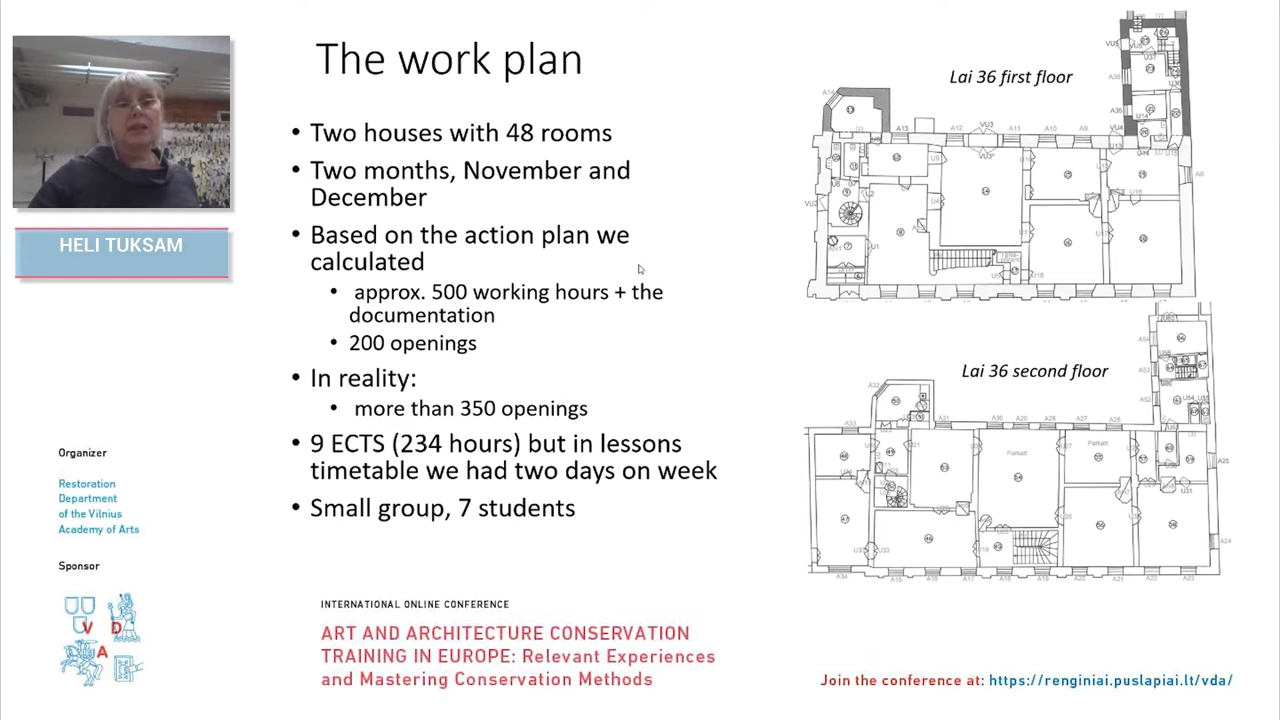 The work plan
HELI TUKSAM
• Two houses with 48 rooms
• Two months, November and
December
• Based on the action plan we
calculated
• approx. 500 working hours + the
documentation
• 200 openings
• In reality:
• more than 350 openings
• 9 ECTS (234 hours) but in lessons
timetable we had two days on week
• Small group, 7 students
Lai 36 first floor
Lai 36 second floor
Parkatt
Parkatt
Organizer
Restoration
Department
of the Vilnius
Academy of Arts
Sponsor
V D
A
INTERNATIONAL ONLINE CONFERENCE
ART AND ARCHITECTURE CONSERVATION
TRAINING IN EUROPE: Relevant Experiences
and Mastering Conservation Methods
Join the conference at: https://renginiai.puslapiai.lt/vda/